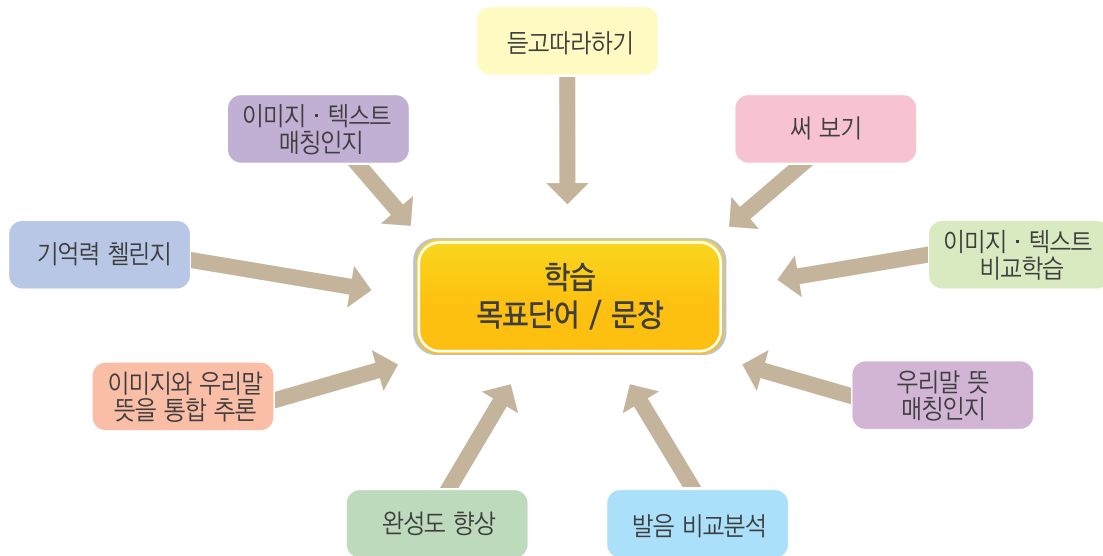 듣고따라하기
이미지 · 텍스트
매칭인지
써 보기
기억력 첼린지
이미지 · 텍스트
비교학습
학습
목표단어 / 문장
이미지와 우리말
뜻을 통합 추론
우리말 뜻
매칭인지
완성도 향상
발음 비교분석